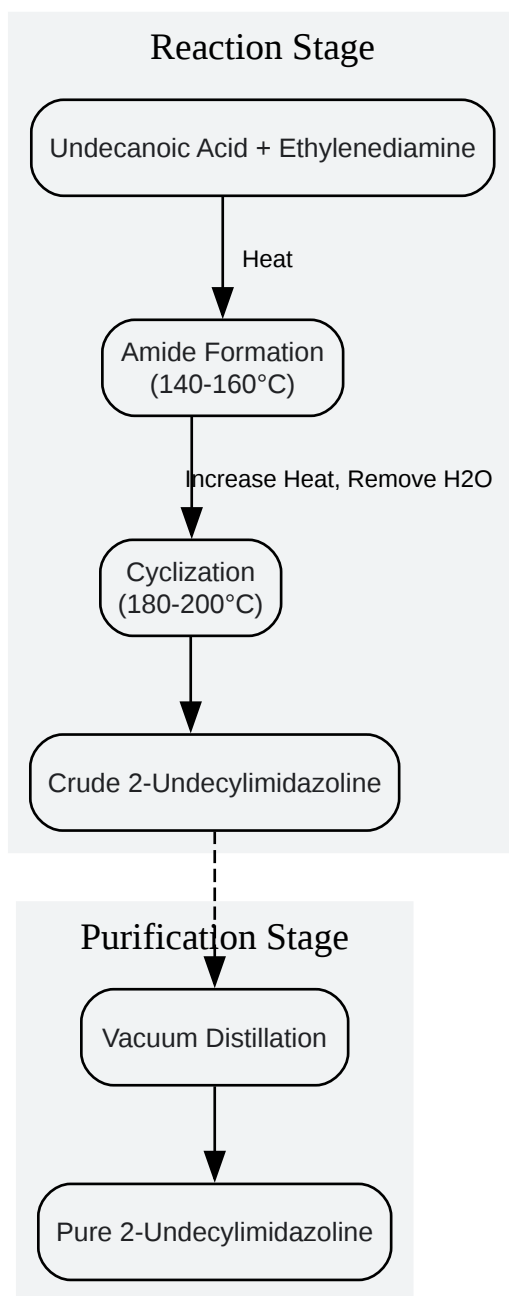 Reaction Stage
Undecanoic Acid + Ethylenediamine
Heat
Amide Formation
(140-160°C)
Increase Heat, Remove H2O
Cyclization
(180-200°C)
Crude 2-Undecylimidazoline
Purification Stage
Vacuum Distillation
Pure 2-Undecylimidazoline